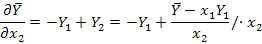 ∂Ȳ/∂x₂ = −Y₁ + Y₂ = −Y₁ + (Ȳ − x₁Y₁)/x₂ /· x₂